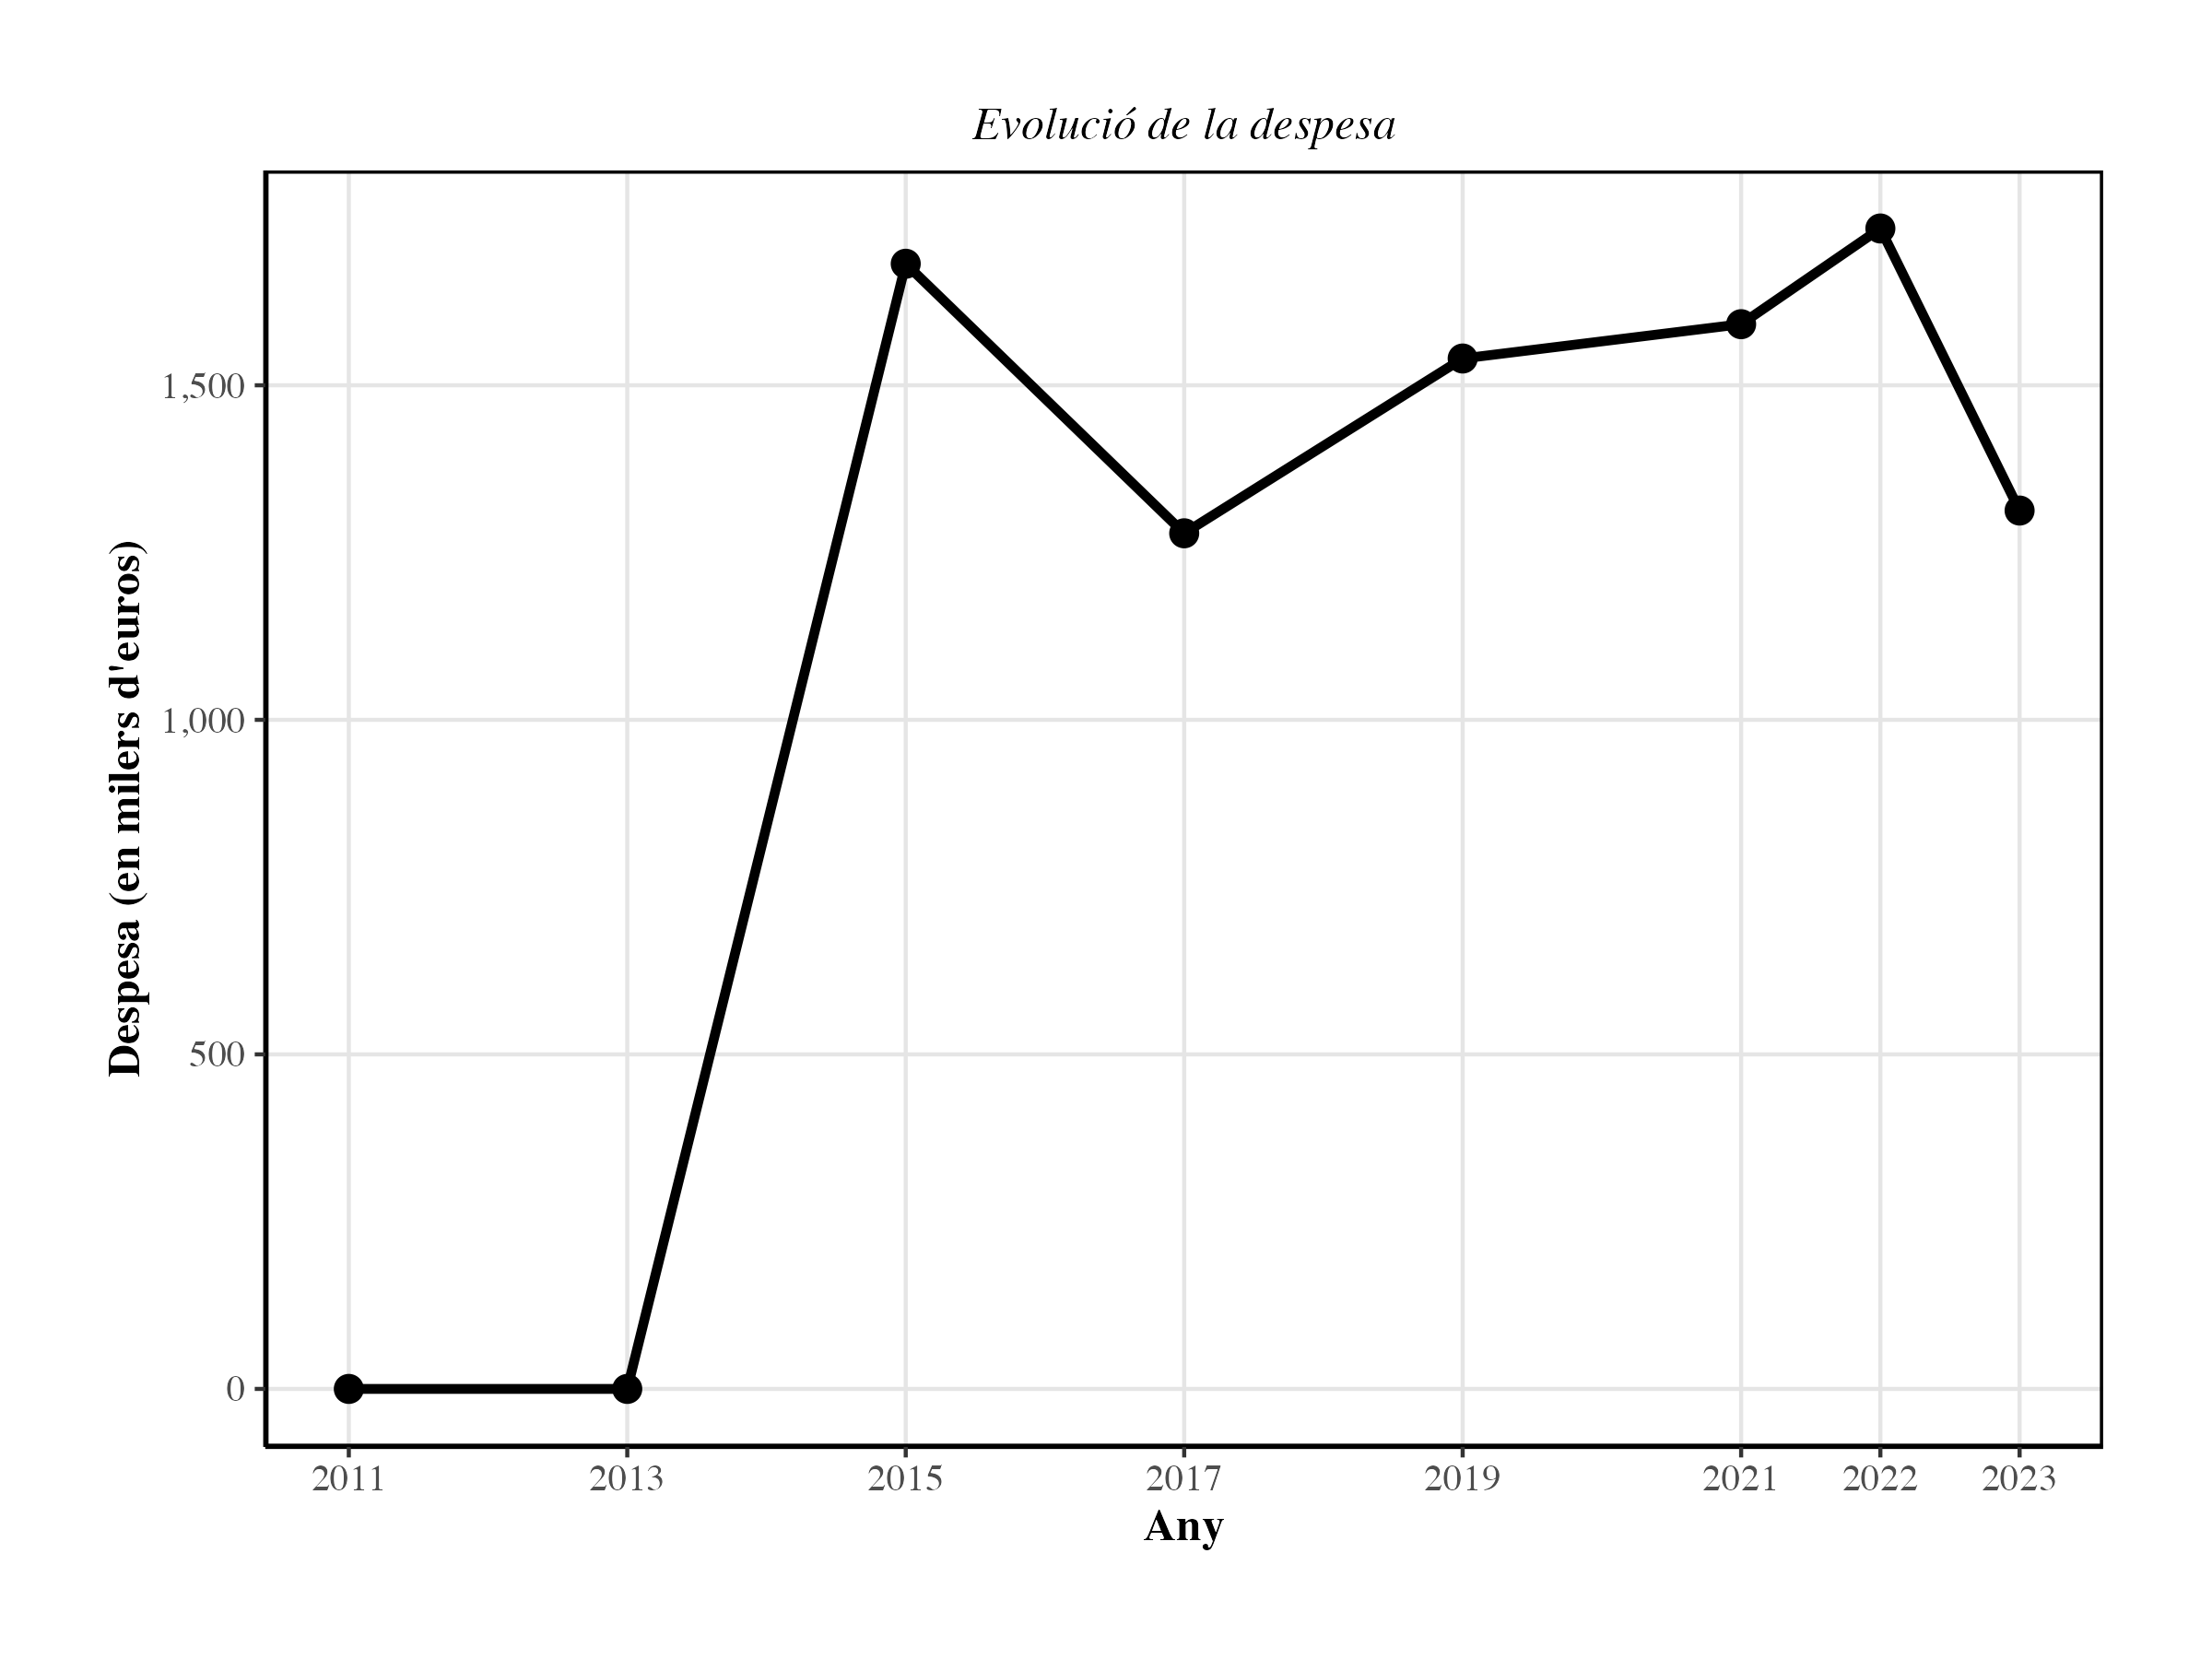 Evolució de la despesa
Despesa (en milers d'euros)
1,500
1,000
500
0
2011 2013 2015 2017 2019 2021 2022 2023
Any